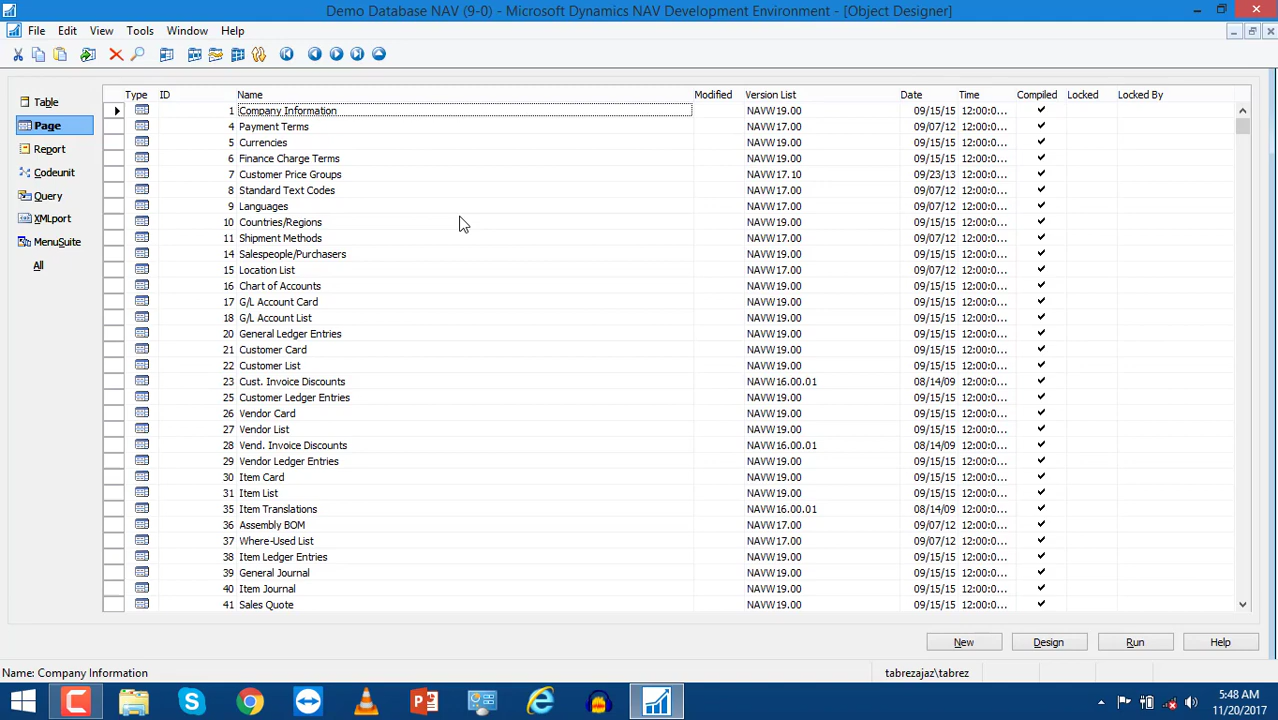 Demo Database NAV (9-0) - Microsoft Dynamics NAV Development Environment - [Object Designer]
File Edit View Tools Window Help
Type ID Name Modified Version List Date Time Compiled Locked Locked By
Table
Page
Report
Codeunit
Query
XMLport
MenuSuite
All
1 Company Information NAVW19.00 09/15/15 12:00:0...
4 Payment Terms NAVW17.00 09/07/12 12:00:0...
5 Currencies NAVW19.00 09/15/15 12:00:0...
6 Finance Charge Terms NAVW19.00 09/15/15 12:00:0...
7 Customer Price Groups NAVW17.10 09/23/13 12:00:0...
8 Standard Text Codes NAVW17.00 09/07/12 12:00:0...
9 Languages NAVW17.00 09/07/12 12:00:0...
10 Countries/Regions NAVW19.00 09/15/15 12:00:0...
11 Shipment Methods NAVW17.00 09/07/12 12:00:0...
14 Salespeople/Purchasers NAVW19.00 09/15/15 12:00:0...
15 Location List NAVW17.00 09/07/12 12:00:0...
16 Chart of Accounts NAVW19.00 09/15/15 12:00:0...
17 G/L Account Card NAVW19.00 09/15/15 12:00:0...
18 G/L Account List NAVW19.00 09/15/15 12:00:0...
20 General Ledger Entries NAVW19.00 09/15/15 12:00:0...
21 Customer Card NAVW19.00 09/15/15 12:00:0...
22 Customer List NAVW19.00 09/15/15 12:00:0...
23 Cust. Invoice Discounts NAVW16.00.01 08/14/09 12:00:0...
25 Customer Ledger Entries NAVW19.00 09/15/15 12:00:0...
26 Vendor Card NAVW19.00 09/15/15 12:00:0...
27 Vendor List NAVW19.00 09/15/15 12:00:0...
28 Vend. Invoice Discounts NAVW16.00.01 08/14/09 12:00:0...
29 Vendor Ledger Entries NAVW19.00 09/15/15 12:00:0...
30 Item Card NAVW19.00 09/15/15 12:00:0...
31 Item List NAVW19.00 09/15/15 12:00:0...
35 Item Translations NAVW16.00.01 08/14/09 12:00:0...
36 Assembly BOM NAVW17.00 09/07/12 12:00:0...
37 Where-Used List NAVW17.00 09/07/12 12:00:0...
38 Item Ledger Entries NAVW19.00 09/15/15 12:00:0...
39 General Journal NAVW19.00 09/15/15 12:00:0...
40 Item Journal NAVW19.00 09/15/15 12:00:0...
41 Sales Quote NAVW19.00 09/15/15 12:00:0...
New Design Run Help
Name: Company Information tabrezajaz\tabrez
5:48 AM
11/20/2017